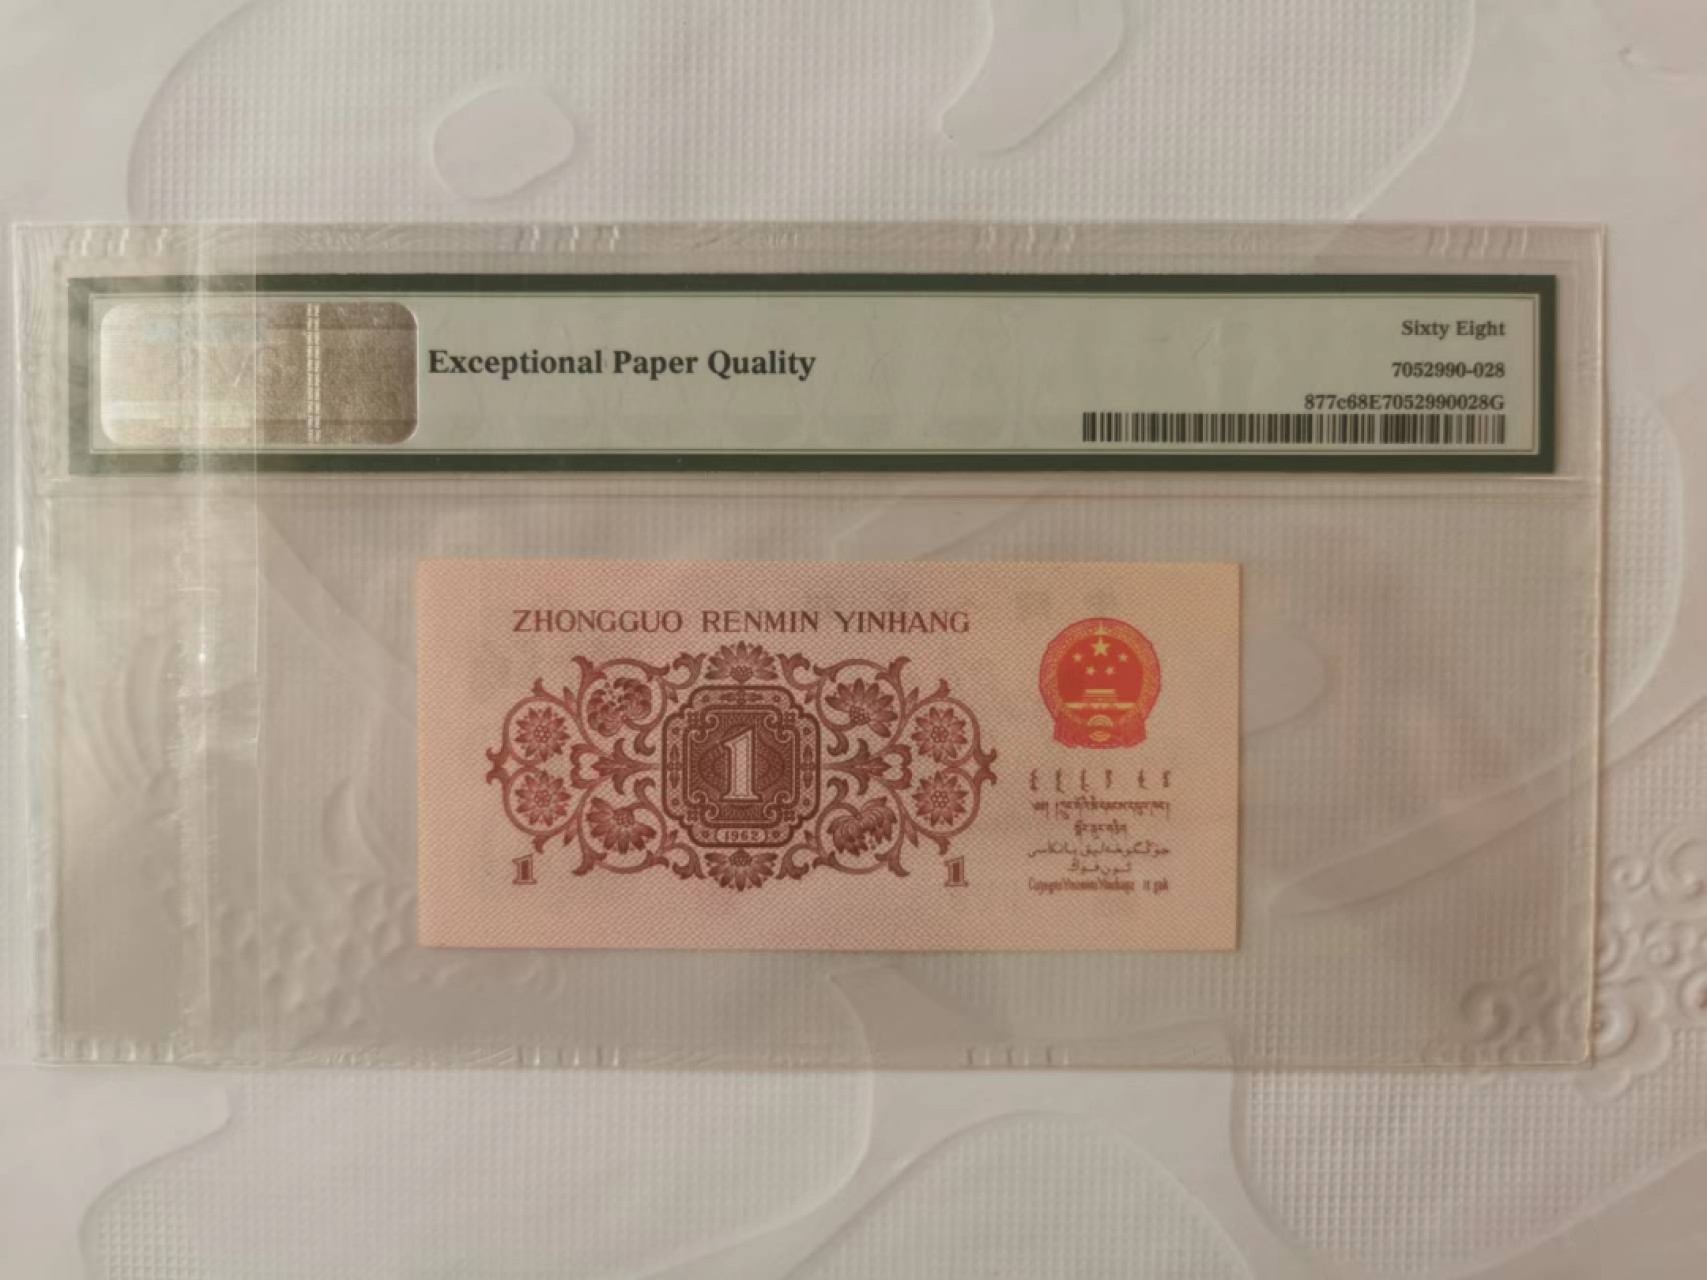 Exceptional Paper Quality
Sixty Eight
7052990-028
877c68E7052990028G
ZHONGGUO RENMIN YINHANG
1
1962
1 1